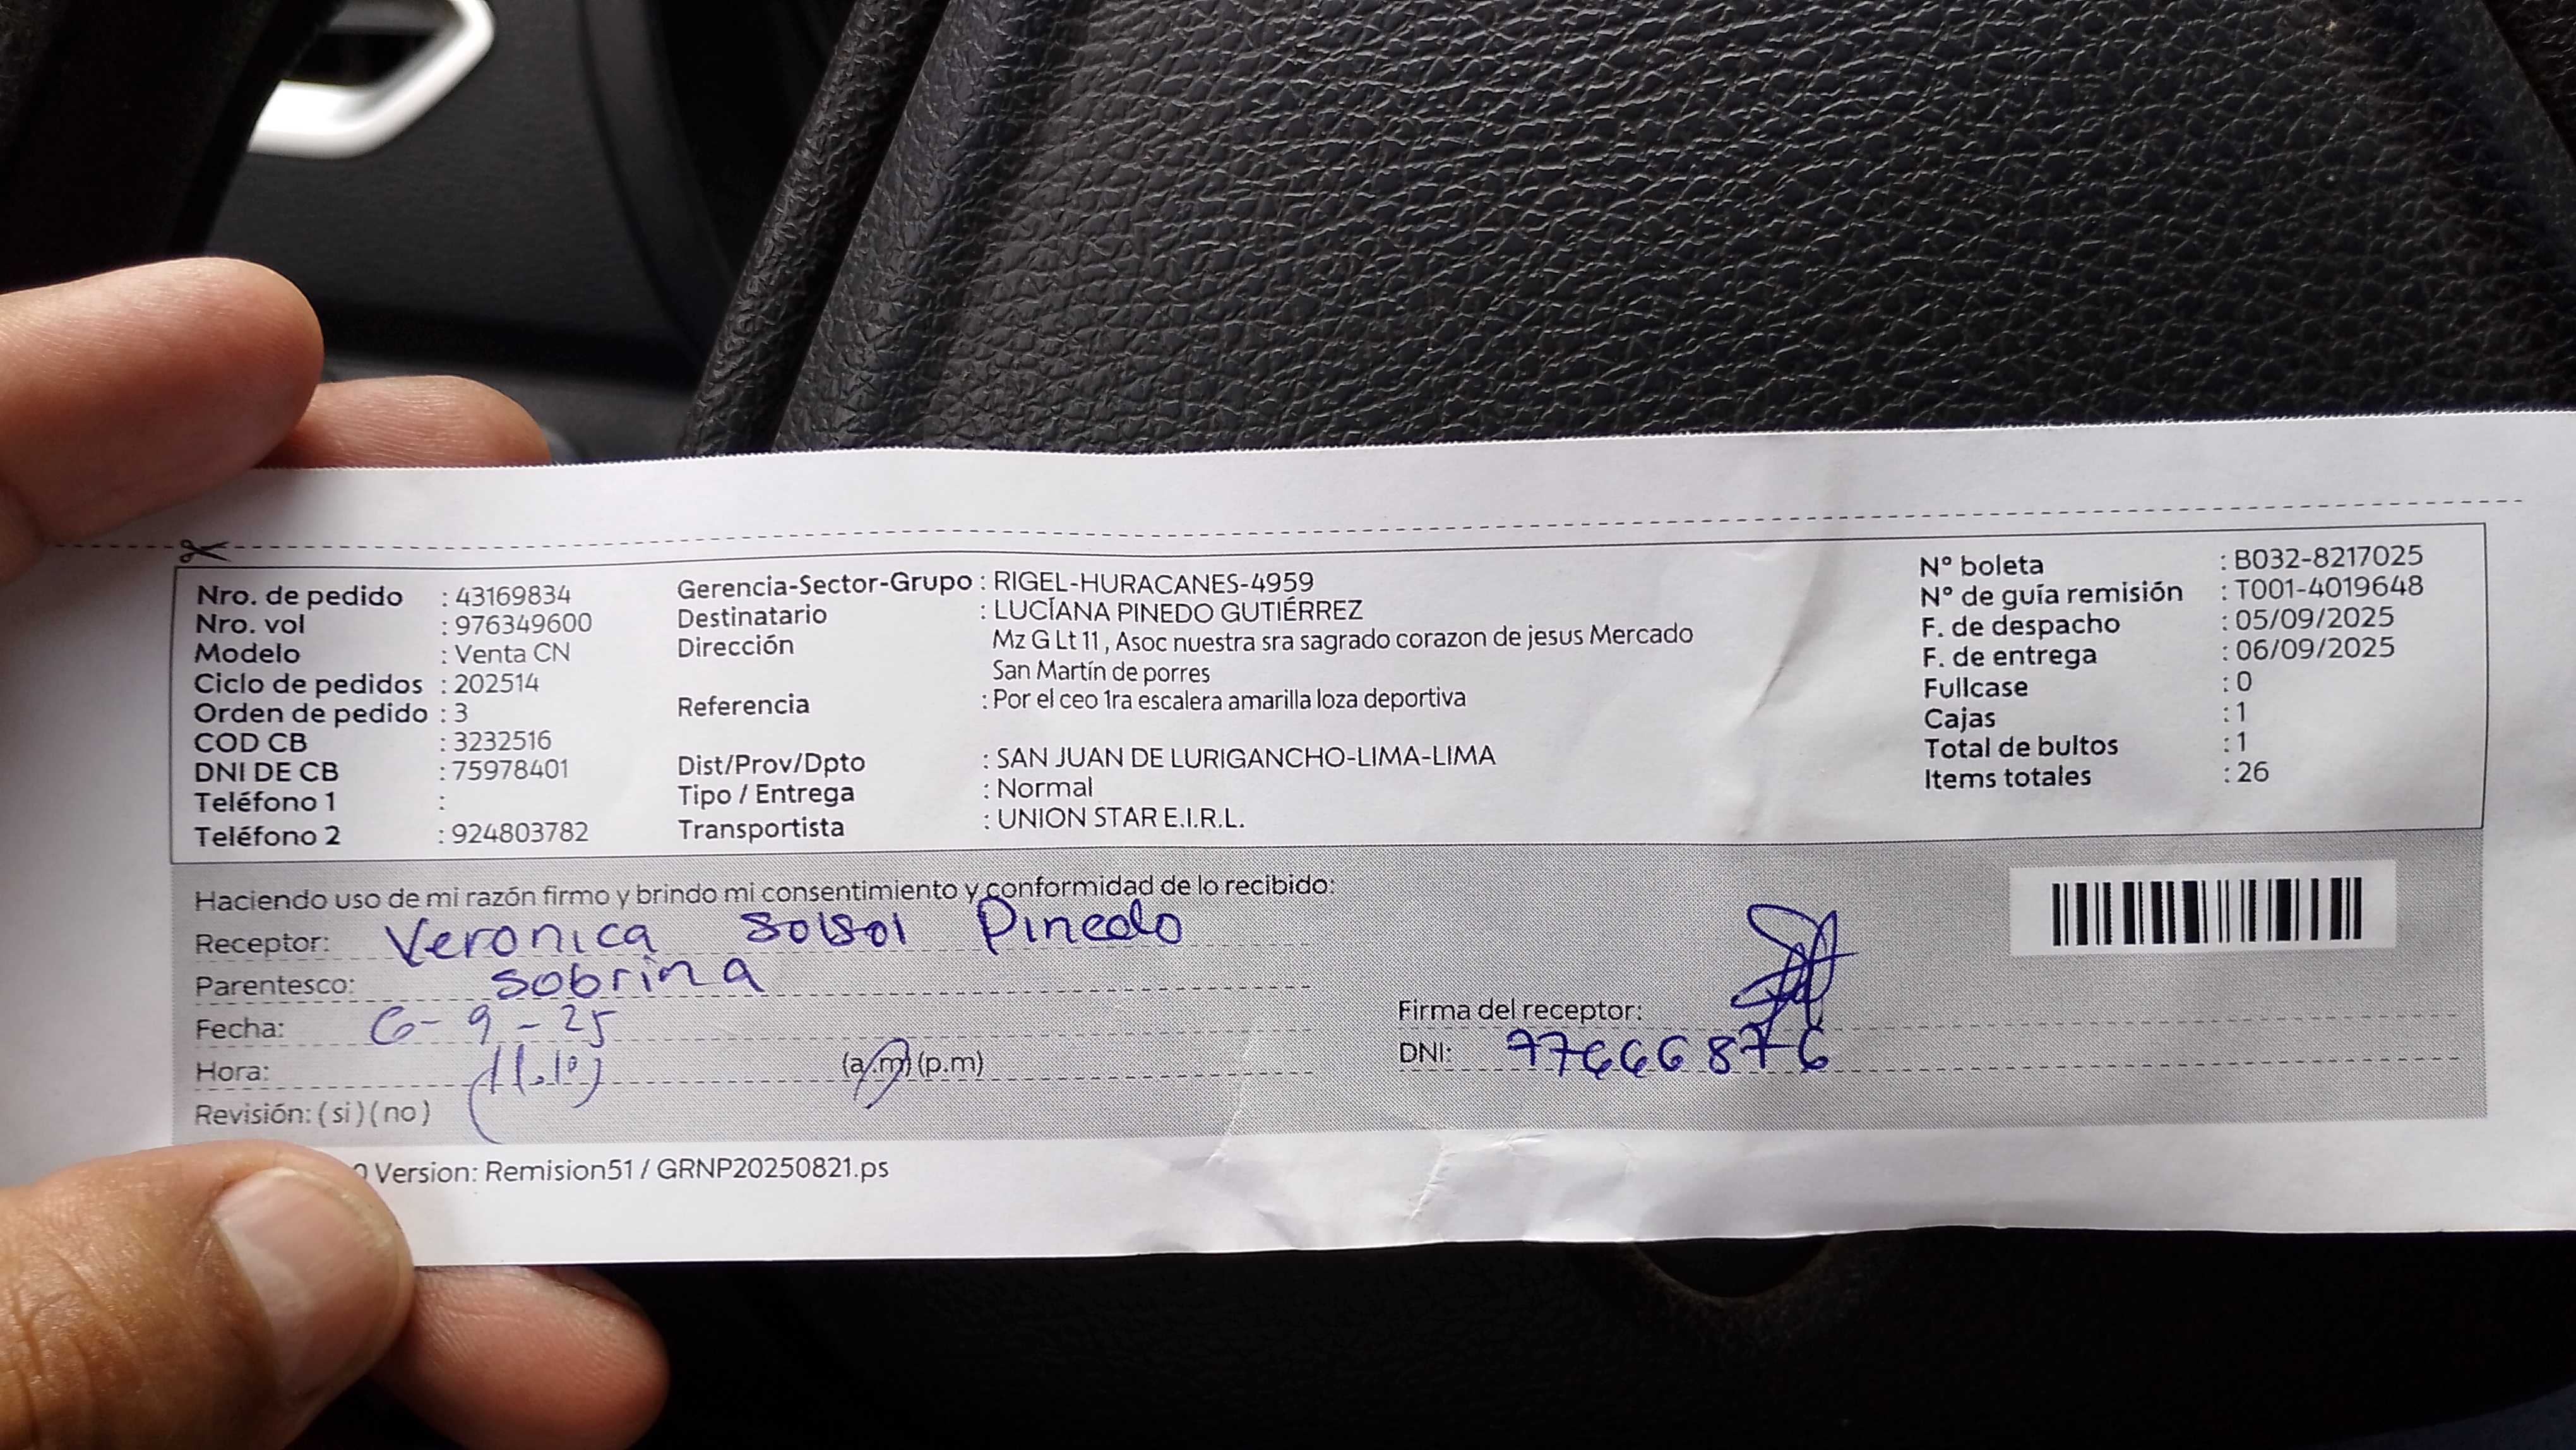 Nro. de pedido : 43169834
Nro. vol : 976349600
Modelo : Venta CN
Ciclo de pedidos : 202514
Orden de pedido : 3
COD CB : 3232516
DNI DE CB : 75978401
Teléfono 1 :
Teléfono 2 : 924803782
Gerencia-Sector-Grupo : RIGEL-HURACANES-4959
Destinatario : LUCÍANA PINEDO GUTIÉRREZ
Dirección Mz G Lt 11 , Asoc nuestra sra sagrado corazon de jesus Mercado
San Martín de porres
Referencia : Por el ceo 1ra escalera amarilla loza deportiva
Dist/Prov/Dpto : SAN JUAN DE LURIGANCHO-LIMA-LIMA
Tipo / Entrega : Normal
Transportista : UNION STAR E.I.R.L.
N° boleta : B032-8217025
N° de guía remisión : T001-4019648
F. de despacho : 05/09/2025
F. de entrega : 06/09/2025
Fullcase : 0
Cajas : 1
Total de bultos : 1
Items totales : 26
Haciendo uso de mi razón firmo y brindo mi consentimiento y conformidad de lo recibido:
Receptor: Veronica Solsol Pinedo
Parentesco: Sobrina
Fecha: 6-9-25
Hora: 11.10 (a.m) (p.m)
Revisión: ( si ) ( no )
Firma del receptor:
DNI: 77666876
Version: Remision51 / GRNP20250821.ps